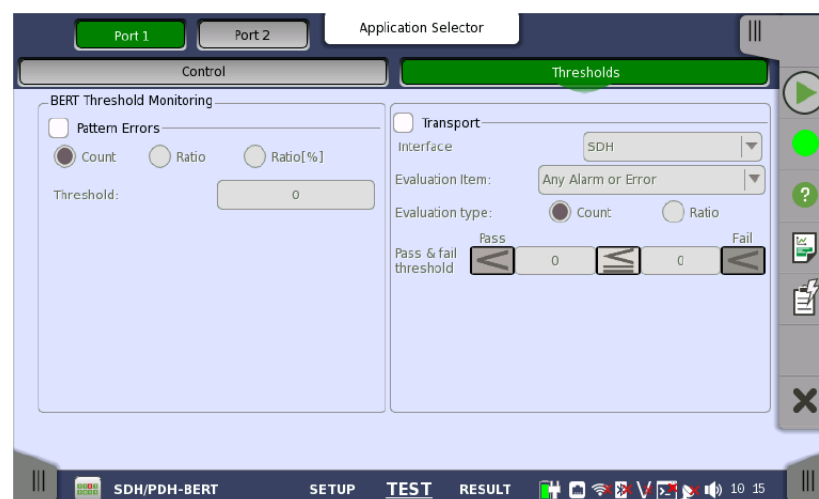 Port 1
Port 2
Application Selector
Control
Thresholds
BERT Threshold Monitoring
Pattern Errors
Count
Ratio
Ratio[%]
Threshold:
0
Transport
Interface
SDH
Evaluation Item:
Any Alarm or Error
Evaluation type:
Count
Ratio
Pass
Fail
Pass & fail
threshold
<
0
≤
0
<
?
SDH/PDH-BERT
SETUP
TEST
RESULT
10 15